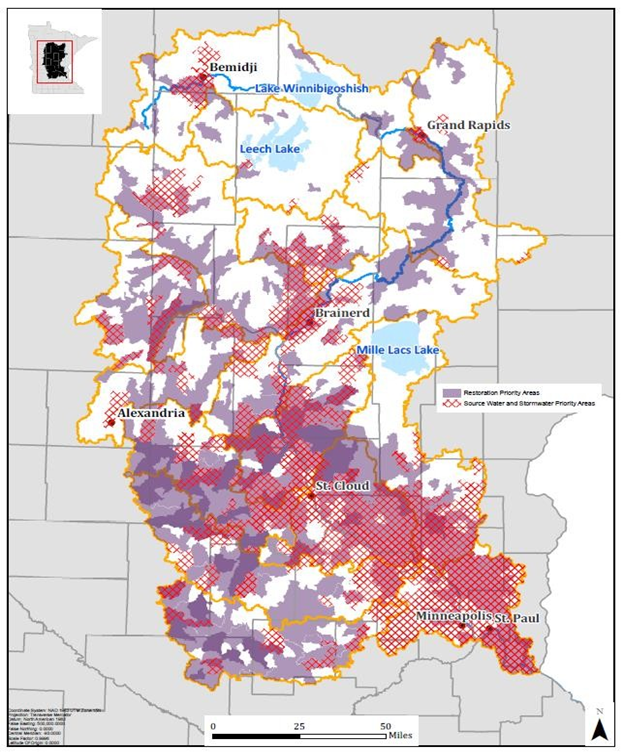 Bemidji
Lake Winnibigoshish
Grand Rapids
Leech Lake
Brainerd
Mille Lacs Lake
Restoration Priority Areas
Source Water and Stormwater Priority Areas
Alexandria
St. Cloud
Minneapolis St. Paul
N
0 25 50
Miles